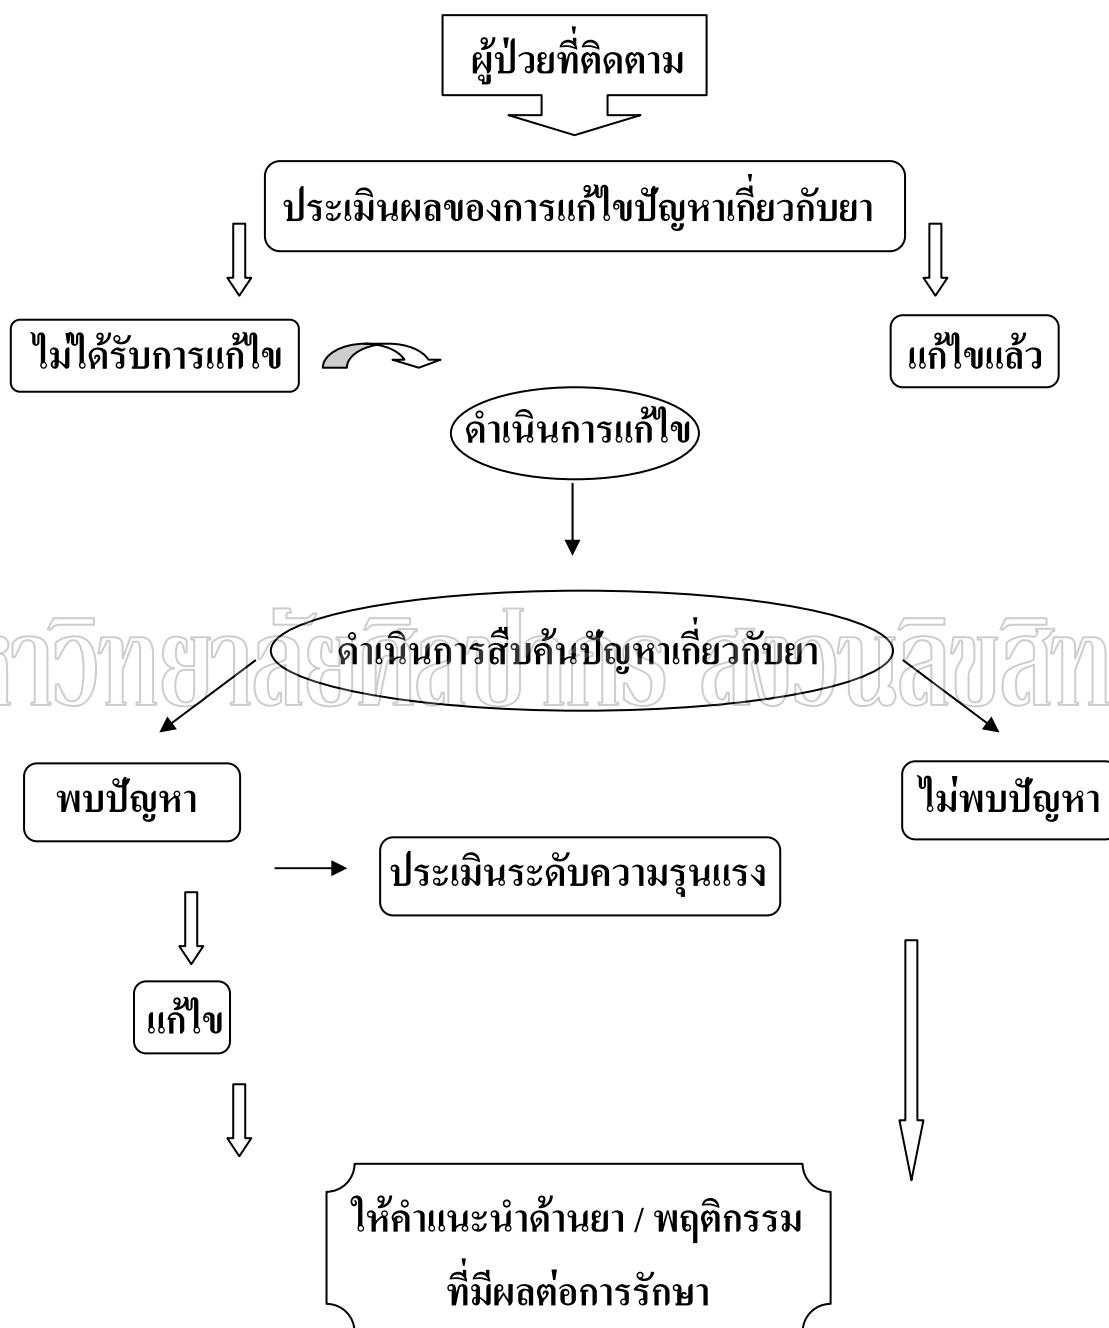 ผู้ป่วยที่ติดตาม
ประเมินผลของการแก้ไขปัญหาเกี่ยวกับยา
ไม่ได้รับการแก้ไข
แก้ไขแล้ว
ดำเนินการแก้ไข
ดำเนินการสืบค้นปัญหาเกี่ยวกับยา
พบปัญหา
ไม่พบปัญหา
ประเมินระดับความรุนแรง
แก้ไข
ให้คำแนะนำด้านยา / พฤติกรรม
ที่มีผลต่อการรักษา